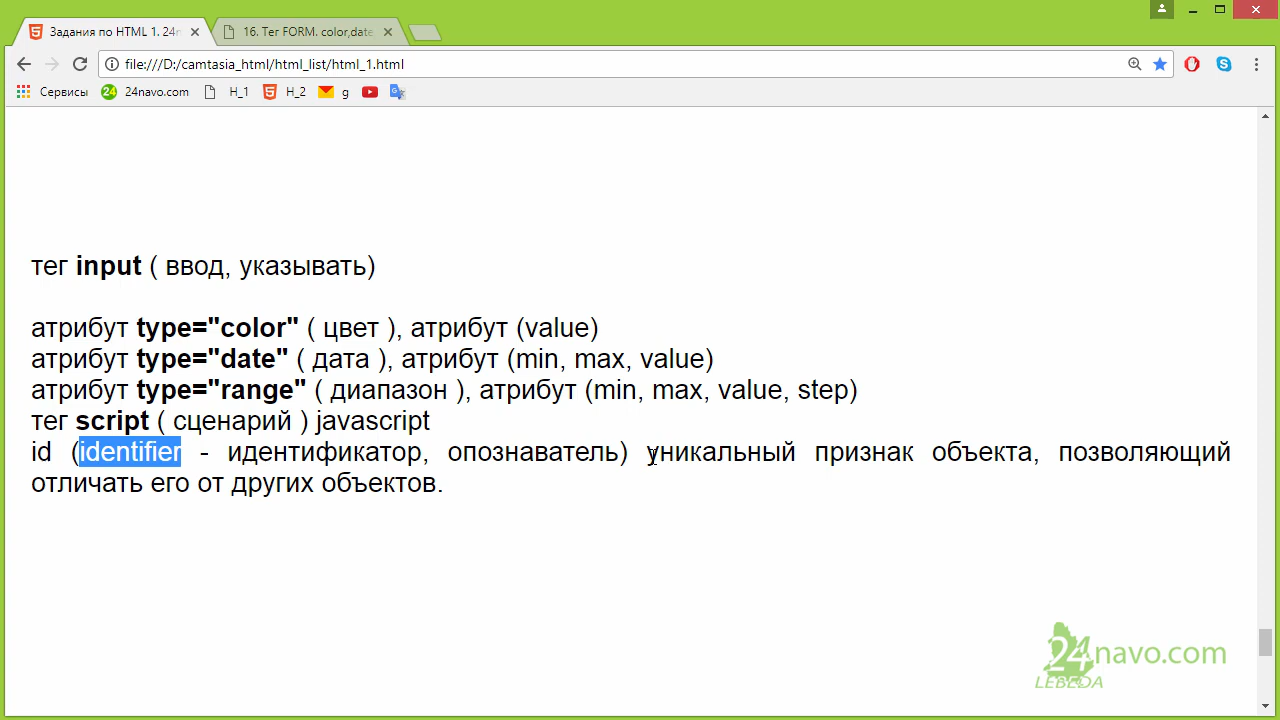 Задания по HTML 1. 24n
16. Тег FORM. color,date
file:///D:/camtasia_html/html_list/html_1.html
Сервисы 24 24navo.com H_1 H_2 g
тег input ( ввод, указывать)
атрибут type="color" ( цвет ), атрибут (value)
атрибут type="date" ( дата ), атрибут (min, max, value)
атрибут type="range" ( диапазон ), атрибут (min, max, value, step)
тег script ( сценарий ) javascript
id (identifier - идентификатор, опознаватель) уникальный признак объекта, позволяющий
отличать его от других объектов.
24navo.com
LEBEDA